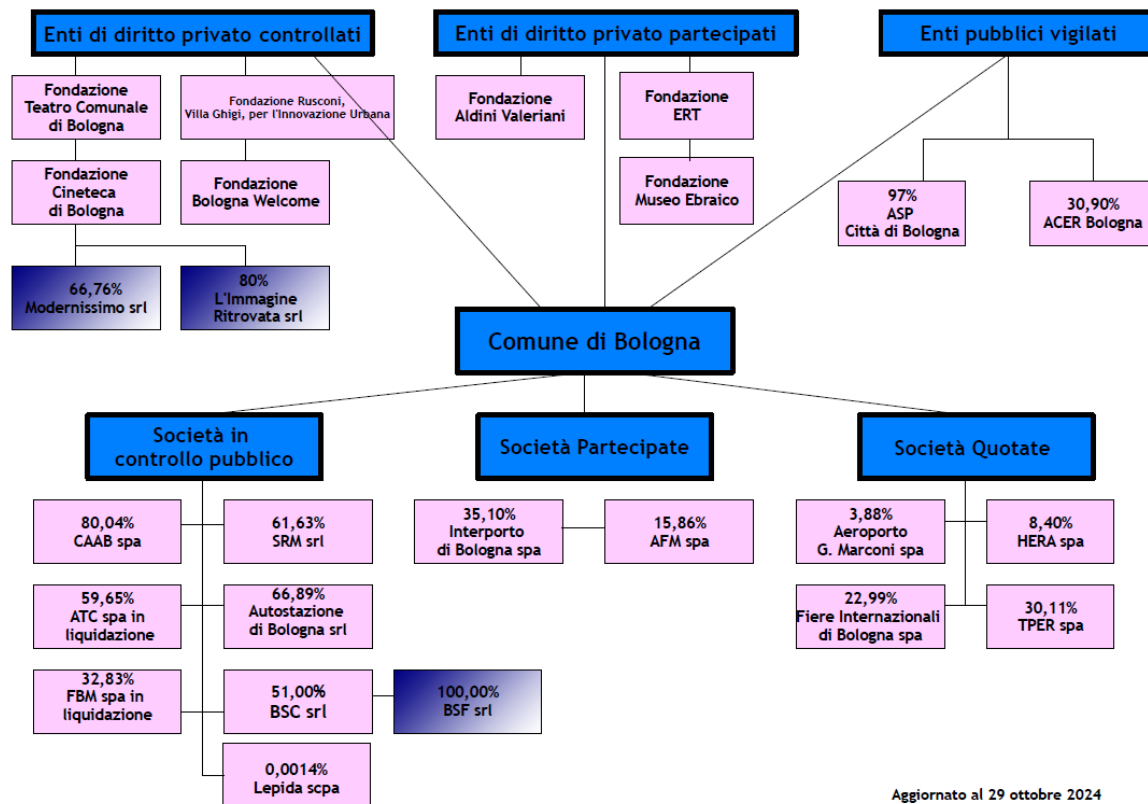 Enti di diritto privato controllati
Enti di diritto privato partecipati
Enti pubblici vigilati
Fondazione
Teatro Comunale
di Bologna
Fondazione Rusconi,
Villa Ghigi, per l'Innovazione Urbana
Fondazione
Aldini Valeriani
Fondazione
ERT
Fondazione
Cineteca
di Bologna
Fondazione
Bologna Welcome
Fondazione
Museo Ebraico
97%
ASP
Città di Bologna
30,90%
ACER Bologna
66,76%
Modernissimo srl
80%
L'Immagine
Ritrovata srl
Comune di Bologna
Società in
controllo pubblico
Società Partecipate
Società Quotate
80,04%
CAAB spa
61,63%
SRM srl
35,10%
Interporto
di Bologna spa
15,86%
AFM spa
3,88%
Aeroporto
G. Marconi spa
8,40%
HERA spa
59,65%
ATC spa in
liquidazione
66,89%
Autostazione
di Bologna srl
22,99%
Fiere Internazionali
di Bologna spa
30,11%
TPER spa
32,83%
FBM spa in
liquidazione
51,00%
BSC srl
100,00%
BSF srl
0,0014%
Lepida scpa
Aggiornato al 29 ottobre 2024